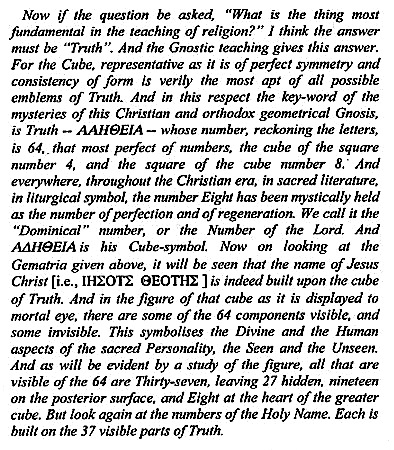 Now if the question be asked, “What is the thing most
fundamental in the teaching of religion?” I think the answer
must be “Truth”. And the Gnostic teaching gives this answer.
For the Cube, representative as it is of perfect symmetry and
consistency of form is verily the most apt of all possible
emblems of Truth. And in this respect the key-word of the
mysteries of this Christian and orthodox geometrical Gnosis,
is Truth -- ΑΛΗΘΕΙΑ -- whose number, reckoning the letters,
is 64, that most perfect of numbers, the cube of the square
number 4, and the square of the cube number 8. And
everywhere, throughout the Christian era, in sacred literature,
in liturgical symbol, the number Eight has been mystically held
as the number of perfection and of regeneration. We call it the
“Dominical” number, or the Number of the Lord. And
ΑΛΗΘΕΙΑ is his Cube-symbol. Now on looking at the
Gematria given above, it will be seen that the name of Jesus
Christ [i.e., ΙΗΣΟΤΣ ΘΕΟΤΗΣ ] is indeed built upon the cube
of Truth. And in the figure of that cube as it is displayed to
mortal eye, there are some of the 64 components visible, and
some invisible. This symbolises the Divine and the Human
aspects of the sacred Personality, the Seen and the Unseen.
And as will be evident by a study of the figure, all that are
visible of the 64 are Thirty-seven, leaving 27 hidden, nineteen
on the posterior surface, and Eight at the heart of the greater
cube. But look again at the numbers of the Holy Name. Each is
built on the 37 visible parts of Truth.